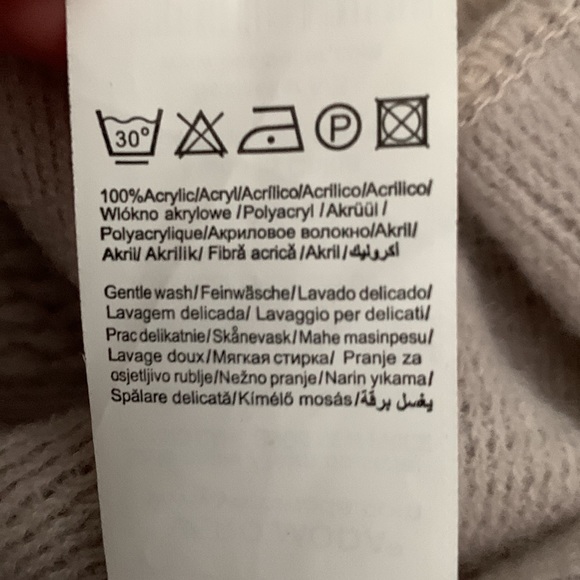 30°
P
100%Acrylic/Acryl/Acrílico/Acrilico/Acrílico/
Włókno akrylowe /Polyacryl /Akrüül /
Polyacrylique/Акриловое волокно/Akril/
Akril/ Akrilik/ Fibră acrică /Akril/أكروليك
Gentle wash/Feinwäsche/Lavado delicado/
Lavagem delicada/ Lavaggio per delicati/
Prac delikatnie/Skånevask/Mahe masinpesu/
Lavage doux/Мягкая стирка/ Pranje za
osjetljivo rublje/Nežno pranje/Narin yıkama/
Spălare delicată/Kímélő mosás/يغسل برقة